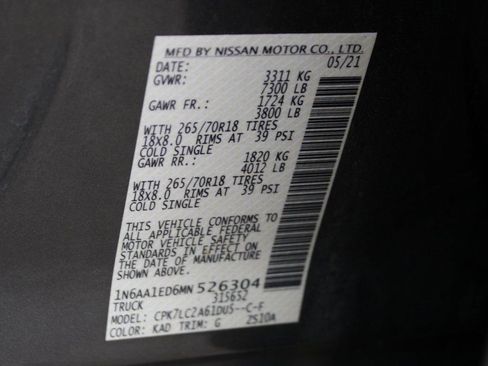 MFD BY NISSAN MOTOR CO., LTD.
DATE: 05/21
GVWR: 3311 KG
7300 LB
GAWR FR.: 1724 KG
3800 LB
WITH 265/70R18 TIRES
18x8.0 RIMS AT 39 PSI
COLD SINGLE
GAWR RR.: 1820 KG
4012 LB
WITH 265/70R18 TIRES
18x8.0 RIMS AT 39 PSI
COLD SINGLE
THIS VEHICLE CONFORMS TO
ALL APPLICABLE FEDERAL
MOTOR VEHICLE SAFETY
STANDARDS IN EFFECT ON
THE DATE OF MANUFACTURE
SHOWN ABOVE.
1N6AA1ED6MN526304
TRUCK 315652
MODEL: CPK7LC2A61DU5--C-F
COLOR: KAD TRIM: G ZS10A